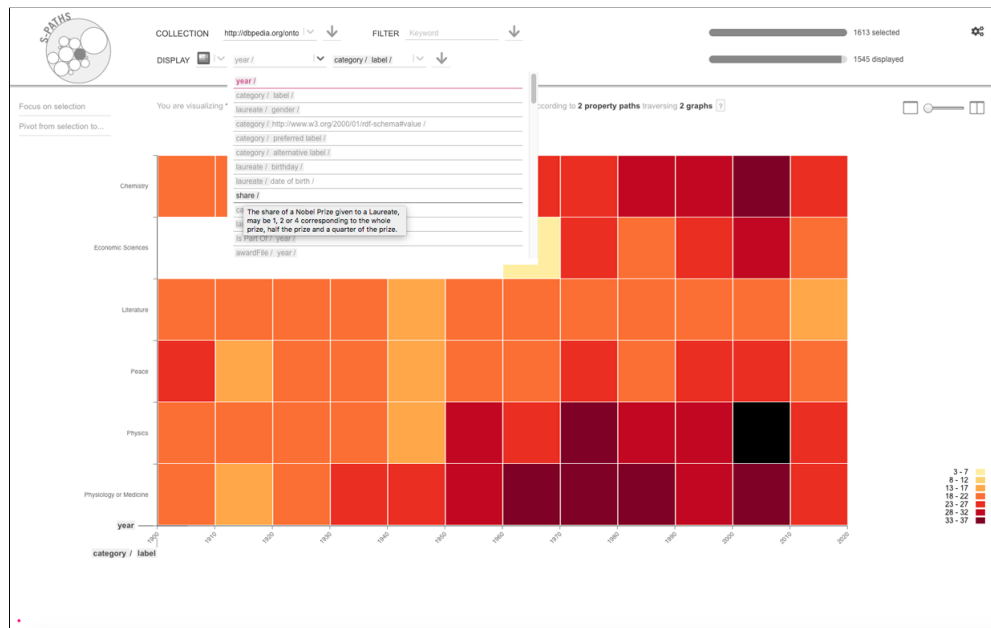 S-PATHS
COLLECTION http://dbpedia.org/onto FILTER Keyword 1613 selected
DISPLAY year / category / label / 1545 displayed
year /
category / label /
Focus on selection
You are visualizing
laureate / gender /
ccording to 2 property paths traversing 2 graphs ?
category / http://www.w3.org/2000/01/rdf-schema#value /
Pivot from selection to...
category / preferred label /
category / alternative label /
laureate / birthday /
laureate / date of birth /
share /
The share of a Nobel Prize given to a Laureate,
may be 1, 2 or 4 corresponding to the whole
prize, half the prize and a quarter of the prize.
Is Part Of / year /
awardFile / year /
Chemistry
Economic Sciences
Literature
Peace
Physics
Physiology or Medicine
year
1900 1910 1920 1930 1940 1950 1960 1970 1980 1990 2000 2010 2020
category / label
3 - 7
8 - 12
13 - 17
18 - 22
23 - 27
28 - 32
33 - 37